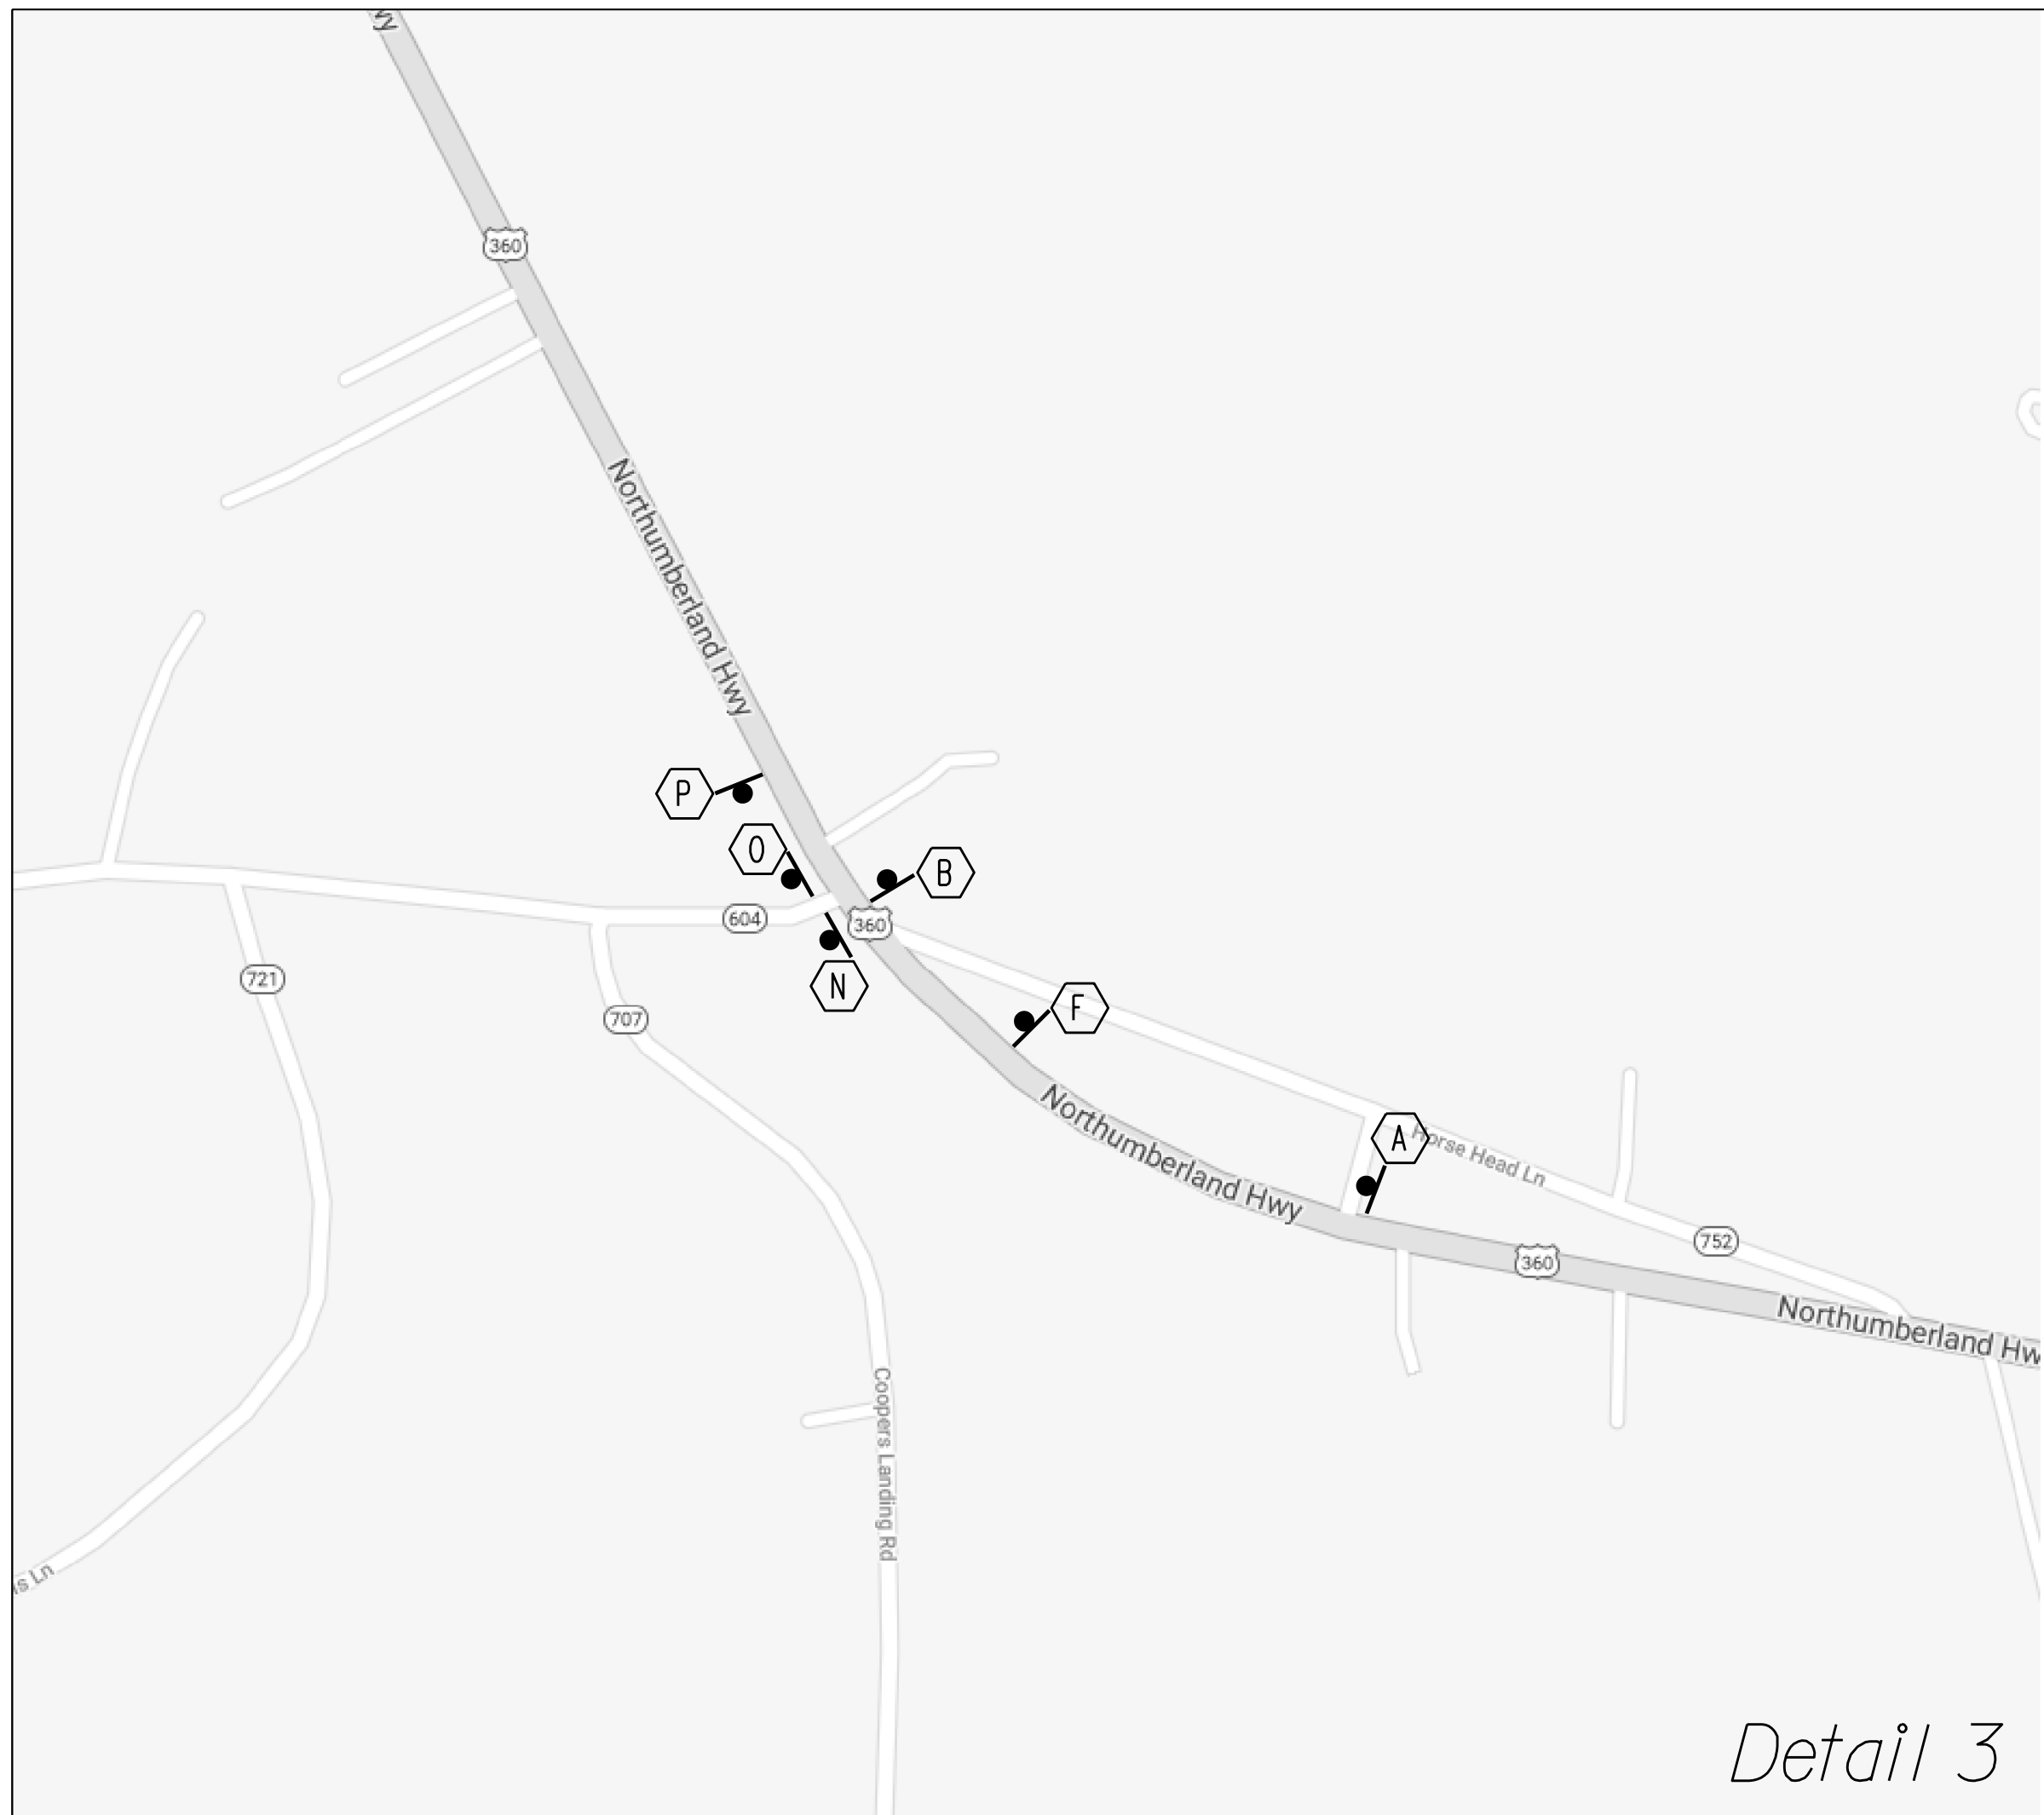 360
Northumberland Hwy
P
O
B
604
360
721
N
707
F
Northumberland Hwy
A
Horse Head Ln
752
360
Northumberland Hw
Coopers Landing Rd
Ln
Detail 3